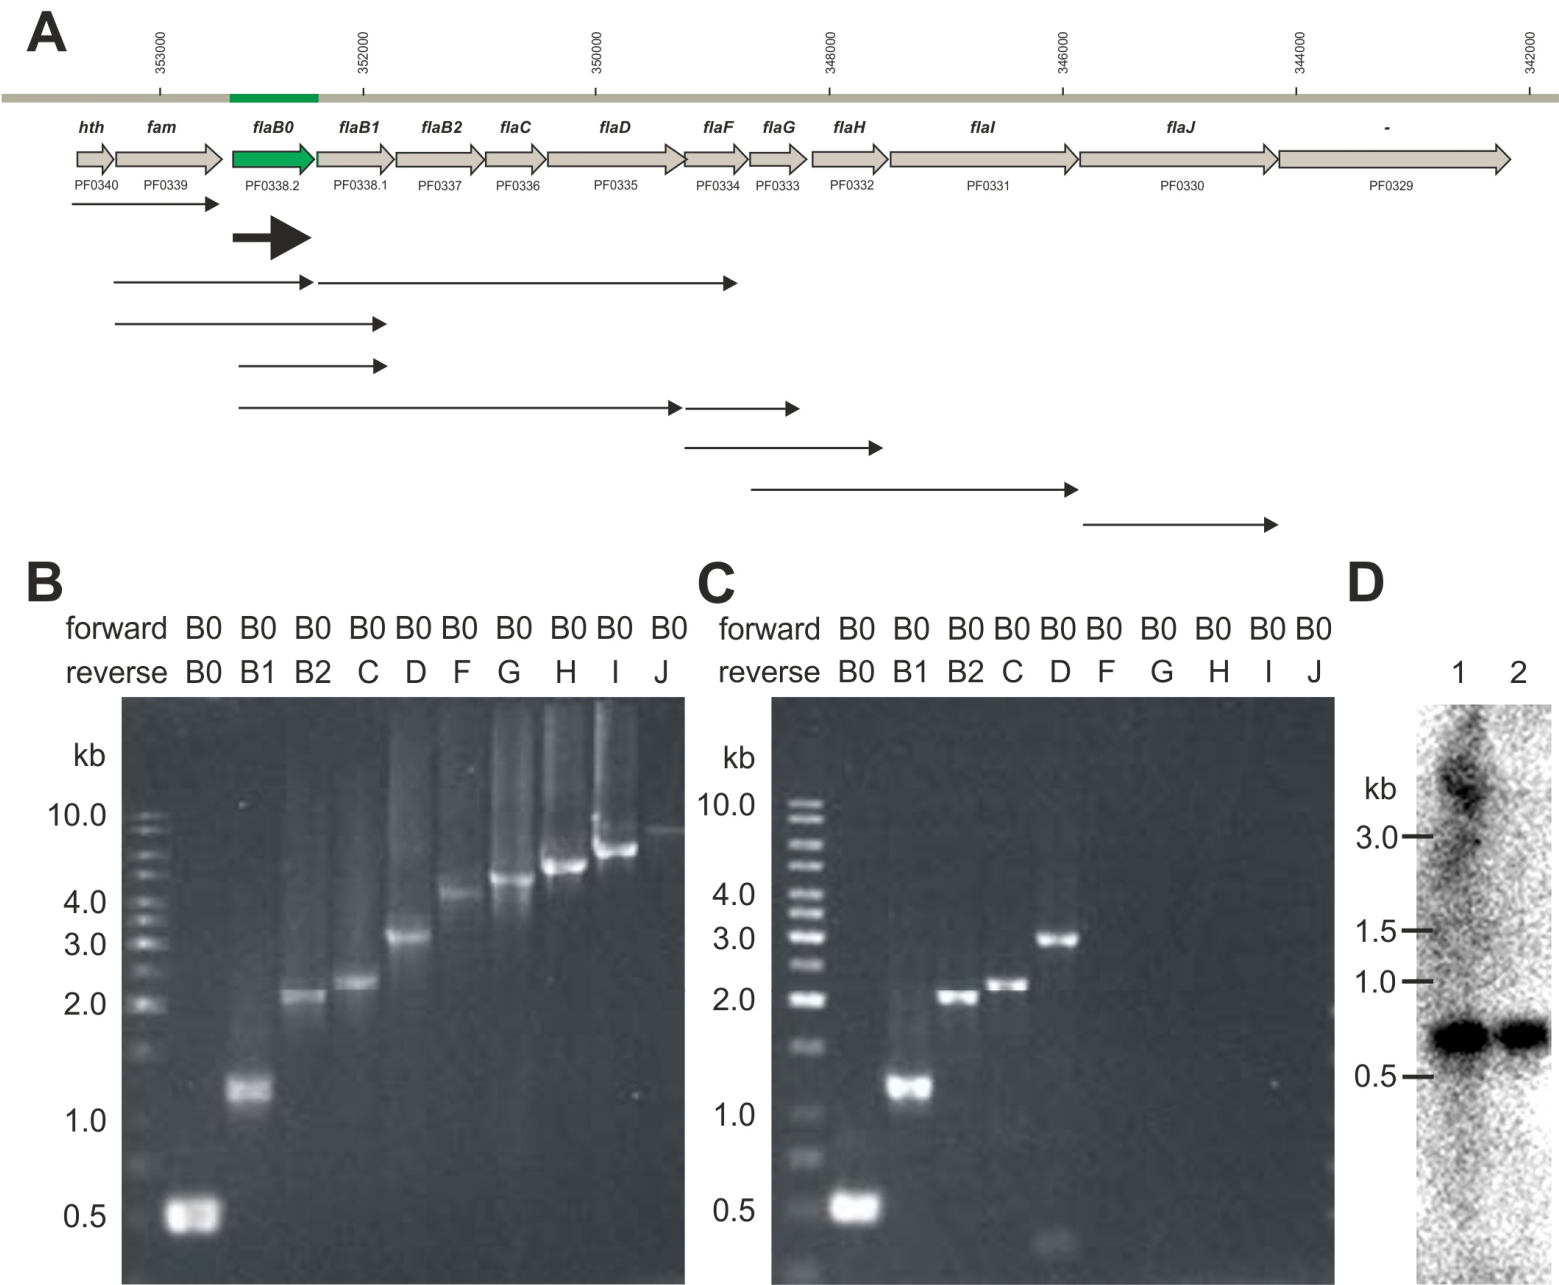 A
353000 352000 350000 348000 346000 344000 342000
hth fam flaB0 flaB1 flaB2 flaC flaD flaF flaG flaH flaI flaJ -
PF0340 PF0339 PF0338.2 PF0338.1 PF0337 PF0336 PF0335 PF0334 PF0333 PF0332 PF0331 PF0330 PF0329
B
forward B0 B0 B0 B0 B0 B0 B0 B0 B0 B0
reverse B0 B1 B2 C D F G H I J
kb
10.0
4.0
3.0
2.0
1.0
0.5
C
forward B0 B0 B0 B0 B0 B0 B0 B0 B0 B0
reverse B0 B1 B2 C D F G H I J
kb
10.0
4.0
3.0
2.0
1.0
0.5
D
1 2
kb
3.0
1.5
1.0
0.5